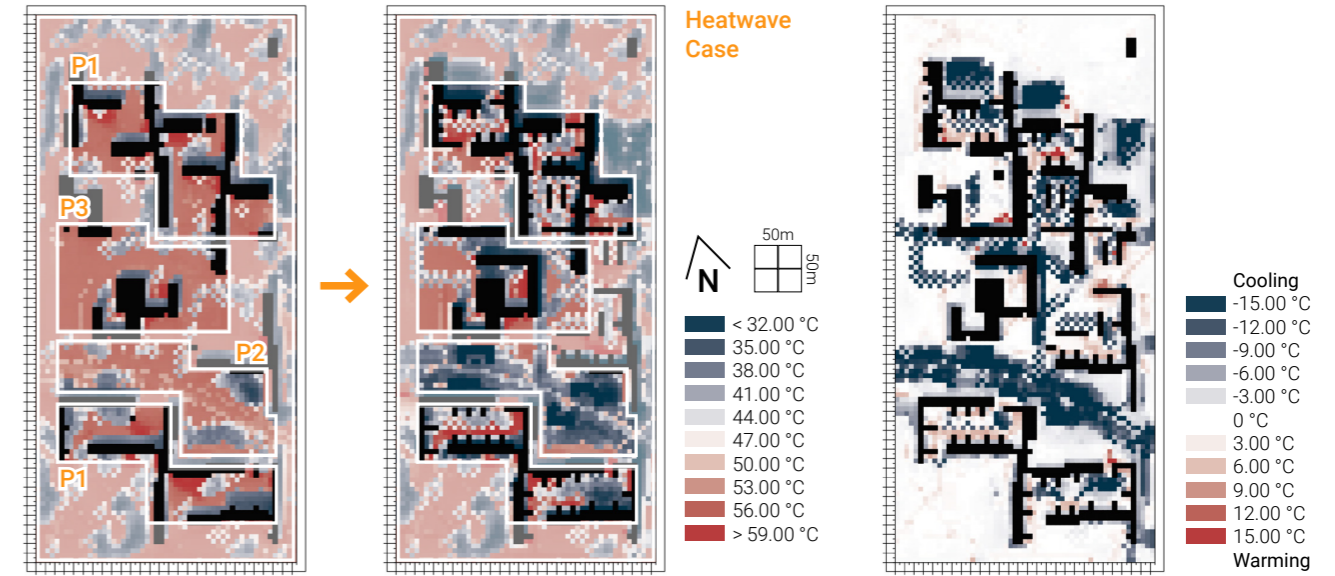 Heatwave
Case
P1
P3
P2
P1
N
50m
50m
< 32.00 °C
35.00 °C
38.00 °C
41.00 °C
44.00 °C
47.00 °C
50.00 °C
53.00 °C
56.00 °C
> 59.00 °C
Cooling
-15.00 °C
-12.00 °C
-9.00 °C
-6.00 °C
-3.00 °C
0 °C
3.00 °C
6.00 °C
9.00 °C
12.00 °C
15.00 °C
Warming